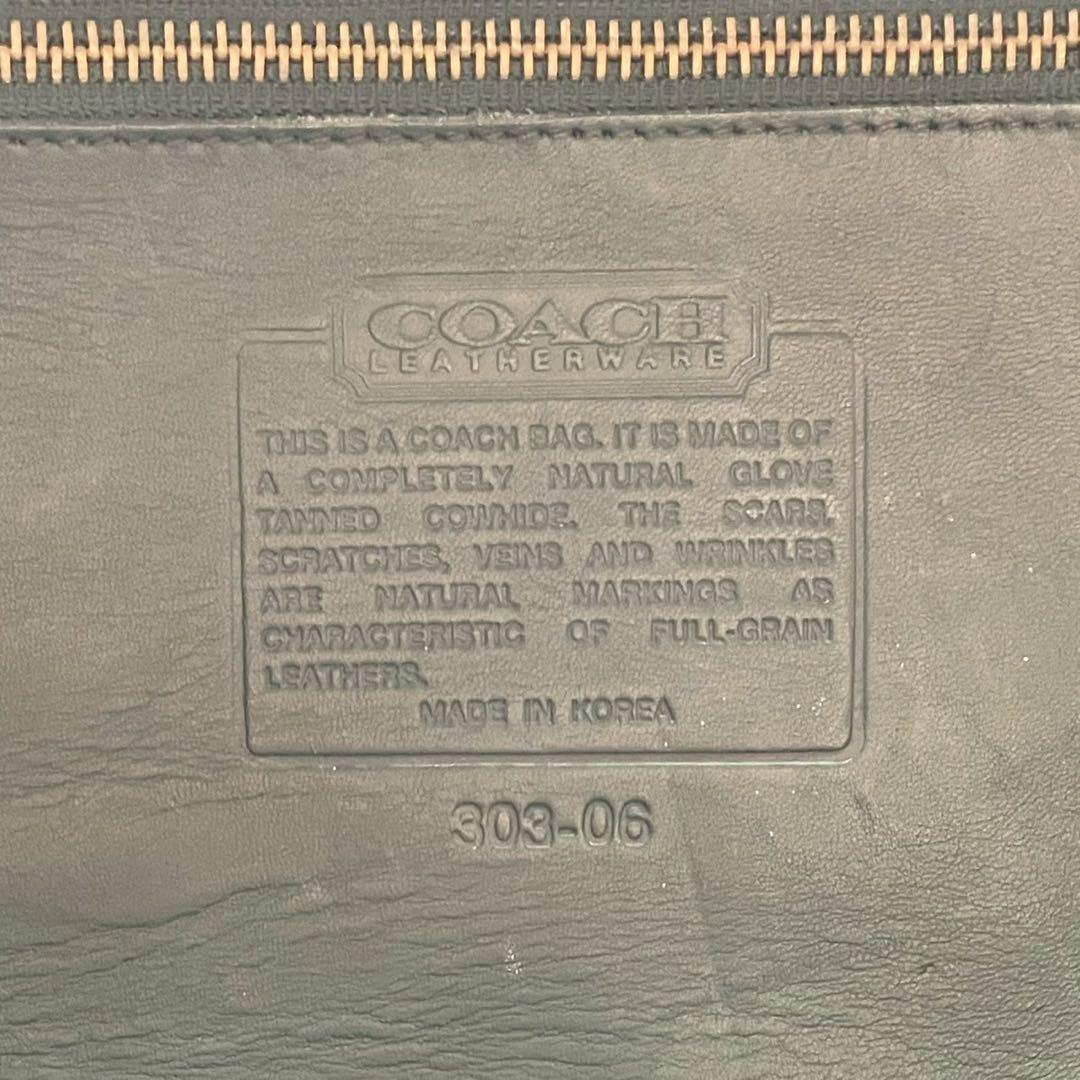 COACH
LEATHERWARE
THIS IS A COACH BAG. IT IS MADE OF
A COMPLETELY NATURAL GLOVE
TANNED COWHIDE. THE SCARS,
SCRATCHES, VEINS AND WRINKLES
ARE NATURAL MARKINGS AS
CHARACTERISTIC OF FULL-GRAIN
LEATHERS.
MADE IN KOREA
303-06